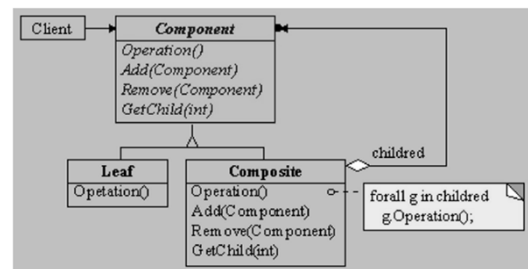 Client
Component
Operation()
Add(Component)
Remove(Component)
GetChild(int)
childred
Leaf
Opetation()
Composite
Operation()
Add(Component)
Remove(Component)
GetChild(int)
forall g in childred
g.Operation();